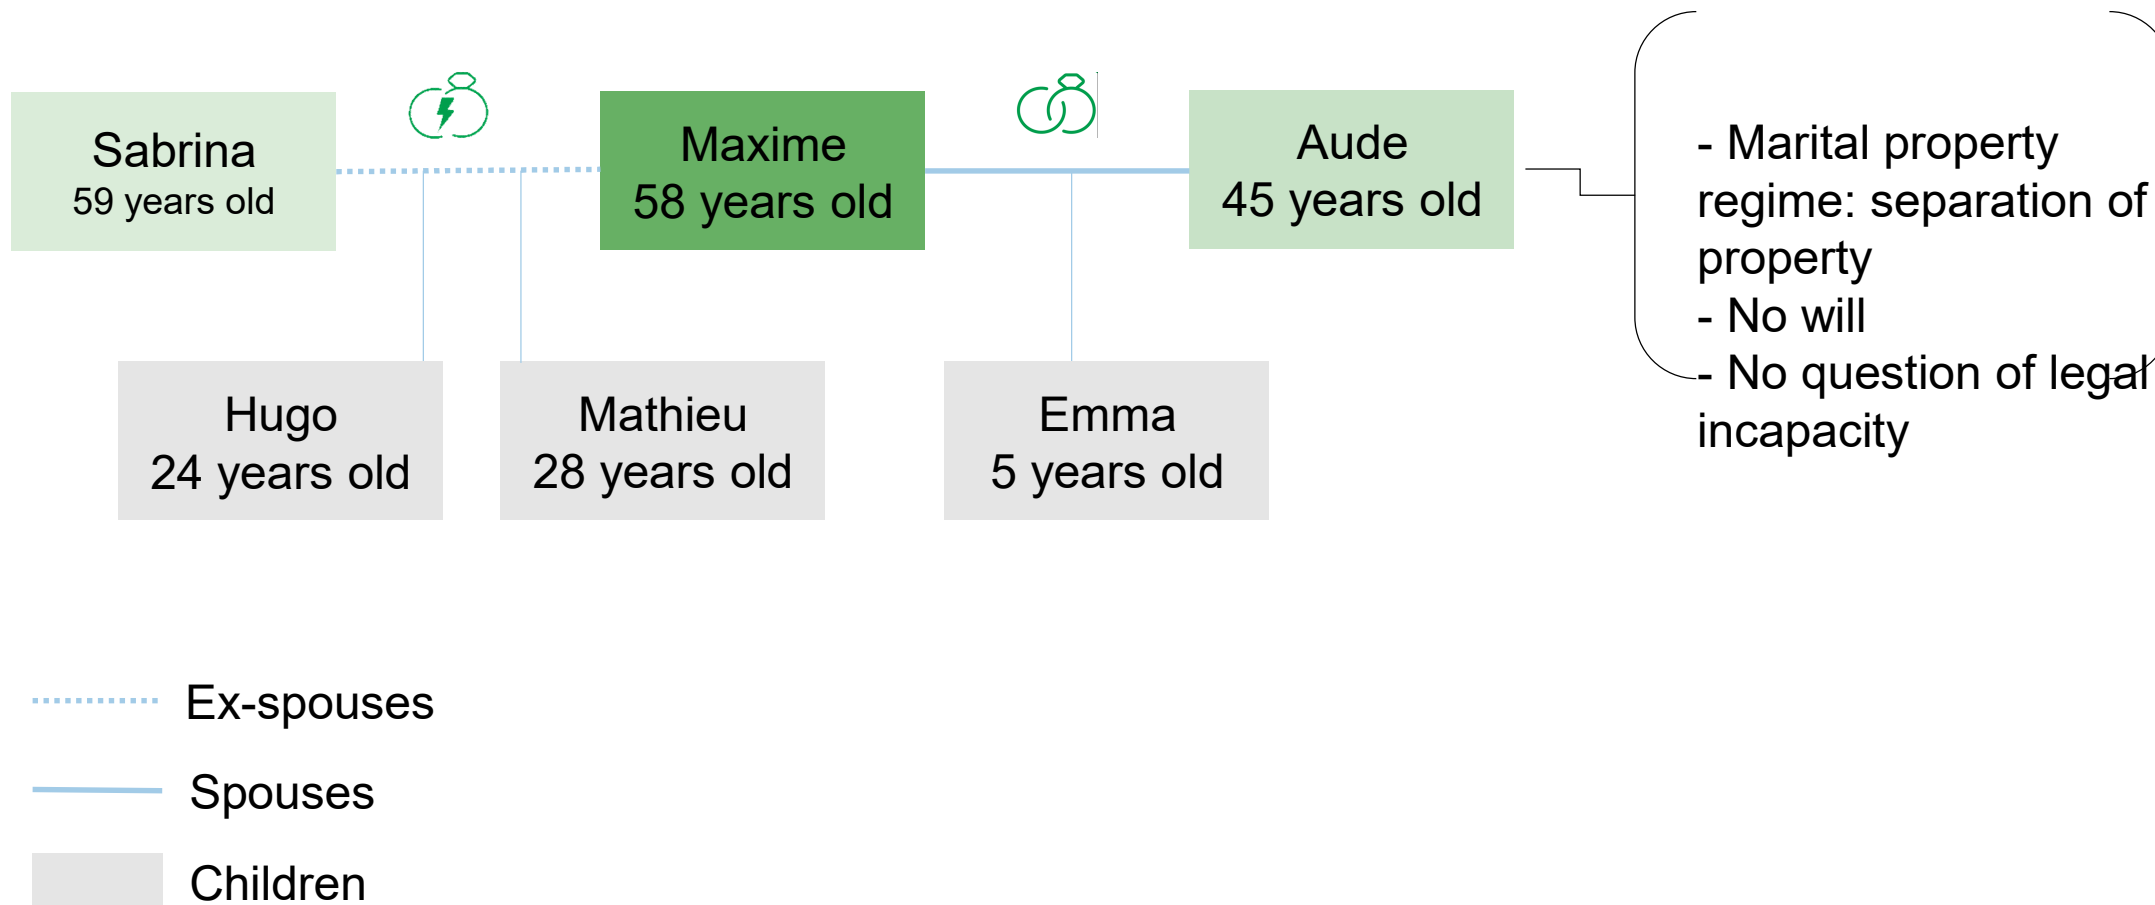 Sabrina
59 years old
Maxime
58 years old
Aude
45 years old
- Marital property
regime: separation of
property
- No will
- No question of legal
incapacity
Hugo
24 years old
Mathieu
28 years old
Emma
5 years old
Ex-spouses
Spouses
Children